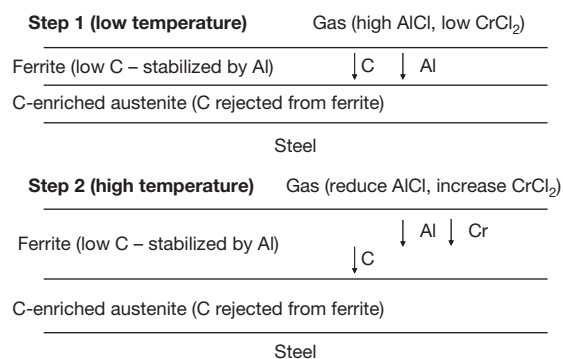 Step 1 (low temperature) Gas (high AlCl, low CrCl₂)
Ferrite (low C – stabilized by Al) C Al
C-enriched austenite (C rejected from ferrite)
Steel
Step 2 (high temperature) Gas (reduce AlCl, increase CrCl₂)
Al Cr
Ferrite (low C – stabilized by Al)
C
C-enriched austenite (C rejected from ferrite)
Steel